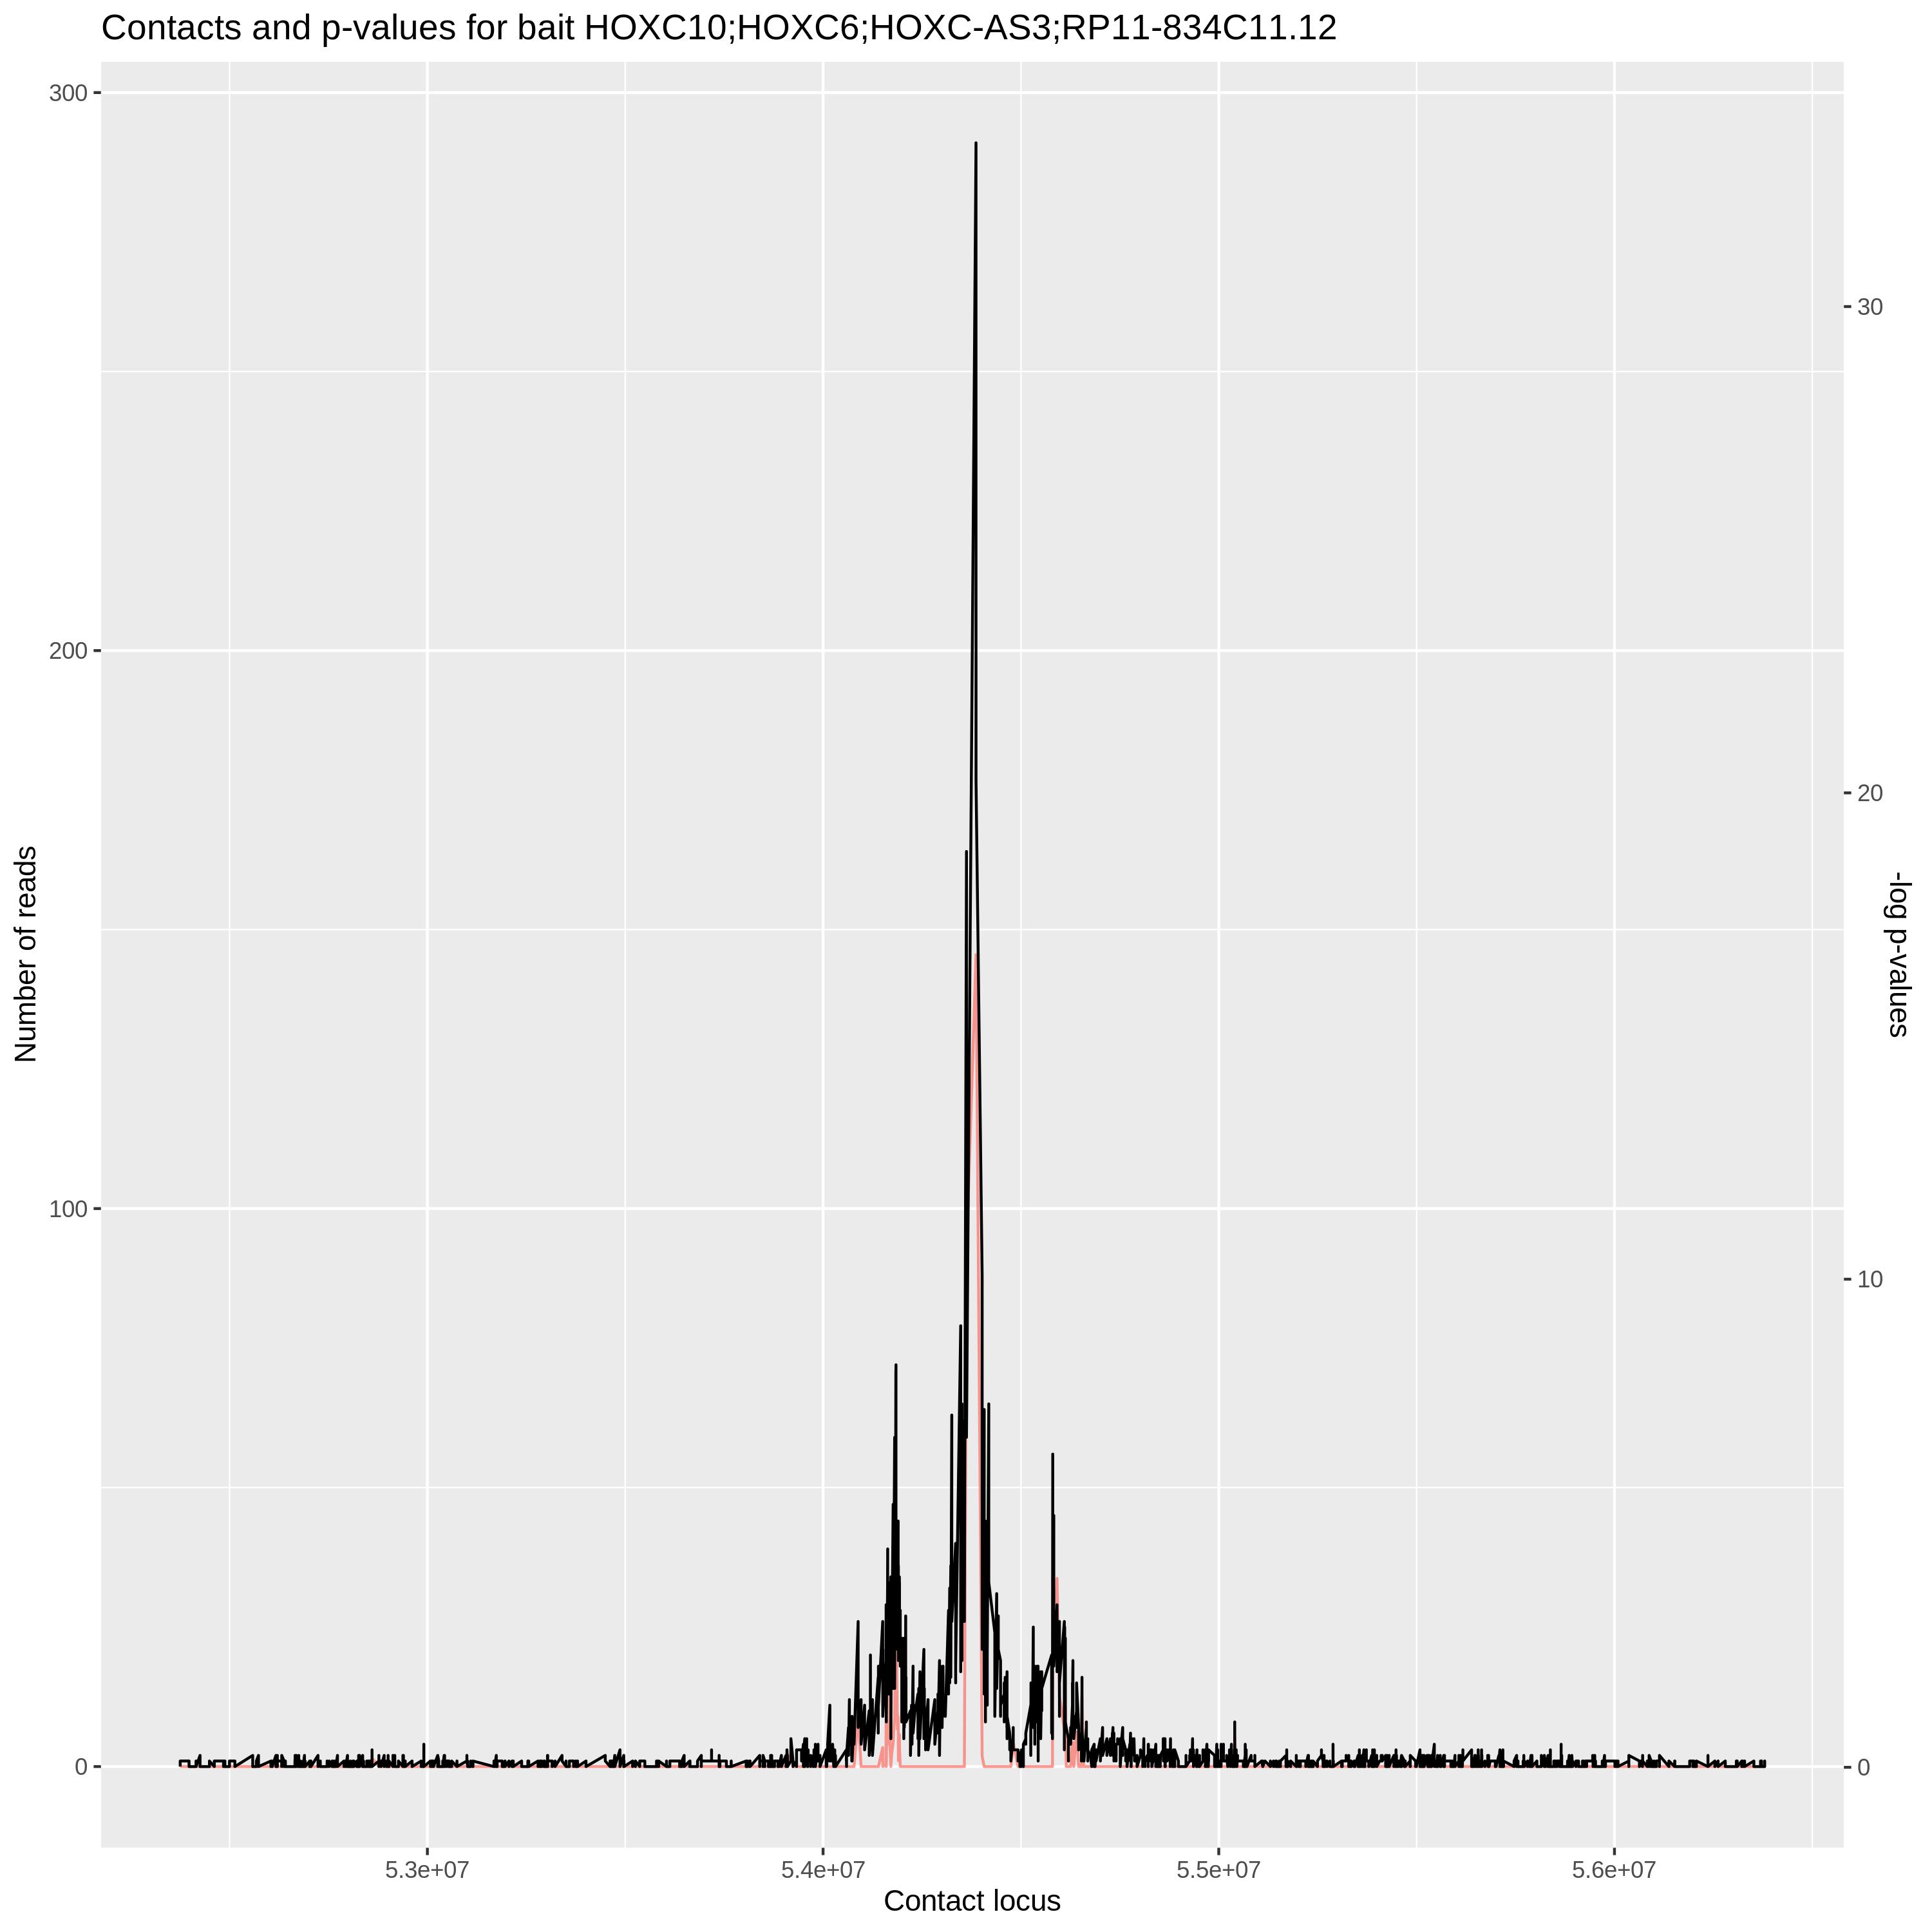 Contacts and p-values for bait HOXC10;HOXC6;HOXC-AS3;RP11-834C11.12
300
200
100
0
Number of reads
30
20
10
0
-log p-values
5.3e+07
5.4e+07
5.5e+07
5.6e+07
Contact locus